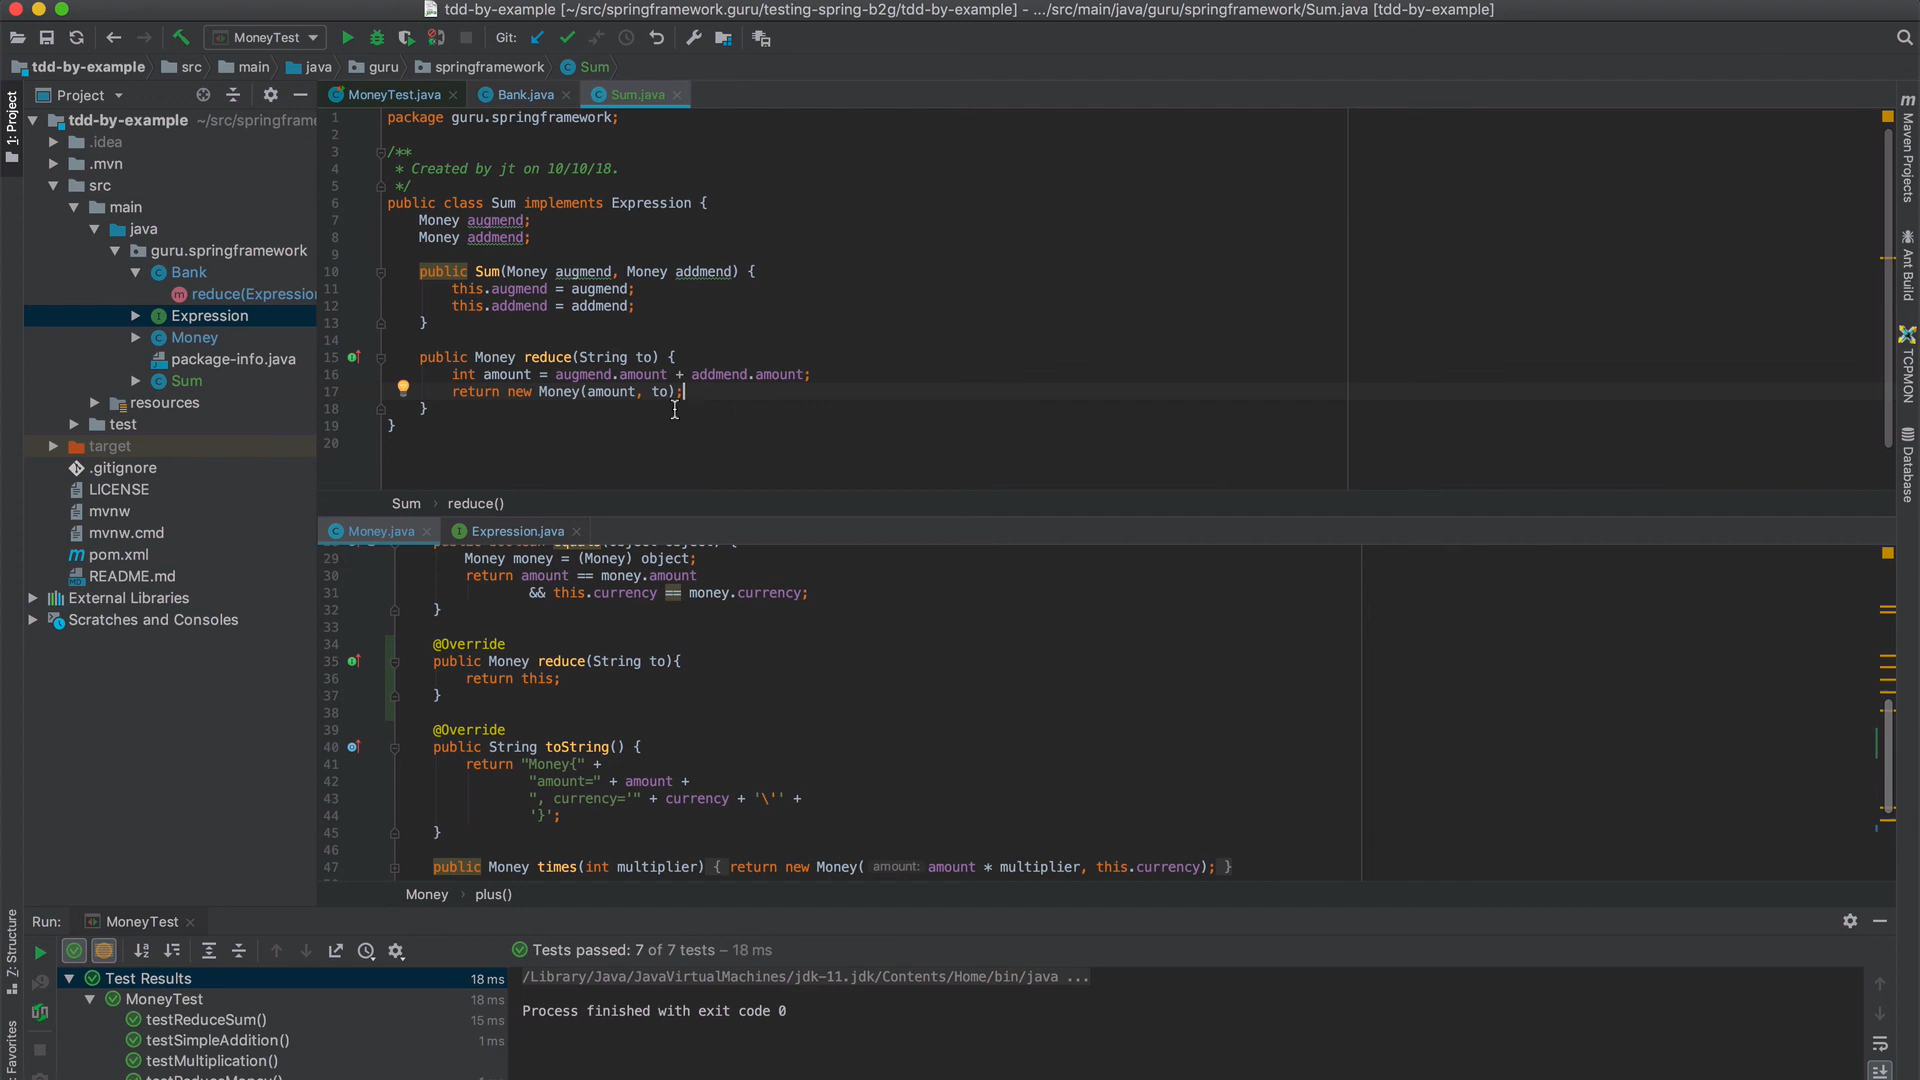 tdd-by-example [~/src/springframework.guru/testing-spring-b2g/tdd-by-example] - .../src/main/java/guru/springframework/Sum.java [tdd-by-example]
MoneyTest
Git:
tdd-by-example
src
main
java
guru
springframework
Sum
1: Project
Project
tdd-by-example ~/src/springframe
.idea
.mvn
src
main
java
guru.springframework
Bank
reduce(Expressio
Expression
Money
package-info.java
Sum
resources
test
target
.gitignore
LICENSE
mvnw
mvnw.cmd
pom.xml
README.md
External Libraries
Scratches and Consoles
MoneyTest.java
Bank.java
Sum.java
1 package guru.springframework;
2
3 /**
4 * Created by jt on 10/10/18.
5 */
6 public class Sum implements Expression {
7 Money augmend;
8 Money addmend;
9
10 public Sum(Money augmend, Money addmend) {
11 this.augmend = augmend;
12 this.addmend = addmend;
13 }
14
15 public Money reduce(String to) {
16 int amount = augmend.amount + addmend.amount;
17 return new Money(amount, to);
18 }
19 }
20
Sum › reduce()
Money.java
Expression.java
29 Money money = (Money) object;
30 return amount == money.amount
31 && this.currency == money.currency;
32 }
33
34 @Override
35 public Money reduce(String to){
36 return this;
37 }
38
39 @Override
40 public String toString() {
41 return "Money{" +
42 "amount=" + amount +
43 ", currency='" + currency + '\'' +
44 '}';
45 }
46
47 public Money times(int multiplier) { return new Money( amount: amount * multiplier, this.currency); }
Money › plus()
Maven Projects
Ant Build
TCPMON
Database
Z: Structure
Favorites
Run:
MoneyTest
Tests passed: 7 of 7 tests – 18 ms
Test Results 18 ms
MoneyTest 18 ms
testReduceSum() 15 ms
testSimpleAddition() 1 ms
testMultiplication()
/Library/Java/JavaVirtualMachines/jdk-11.jdk/Contents/Home/bin/java ...
Process finished with exit code 0